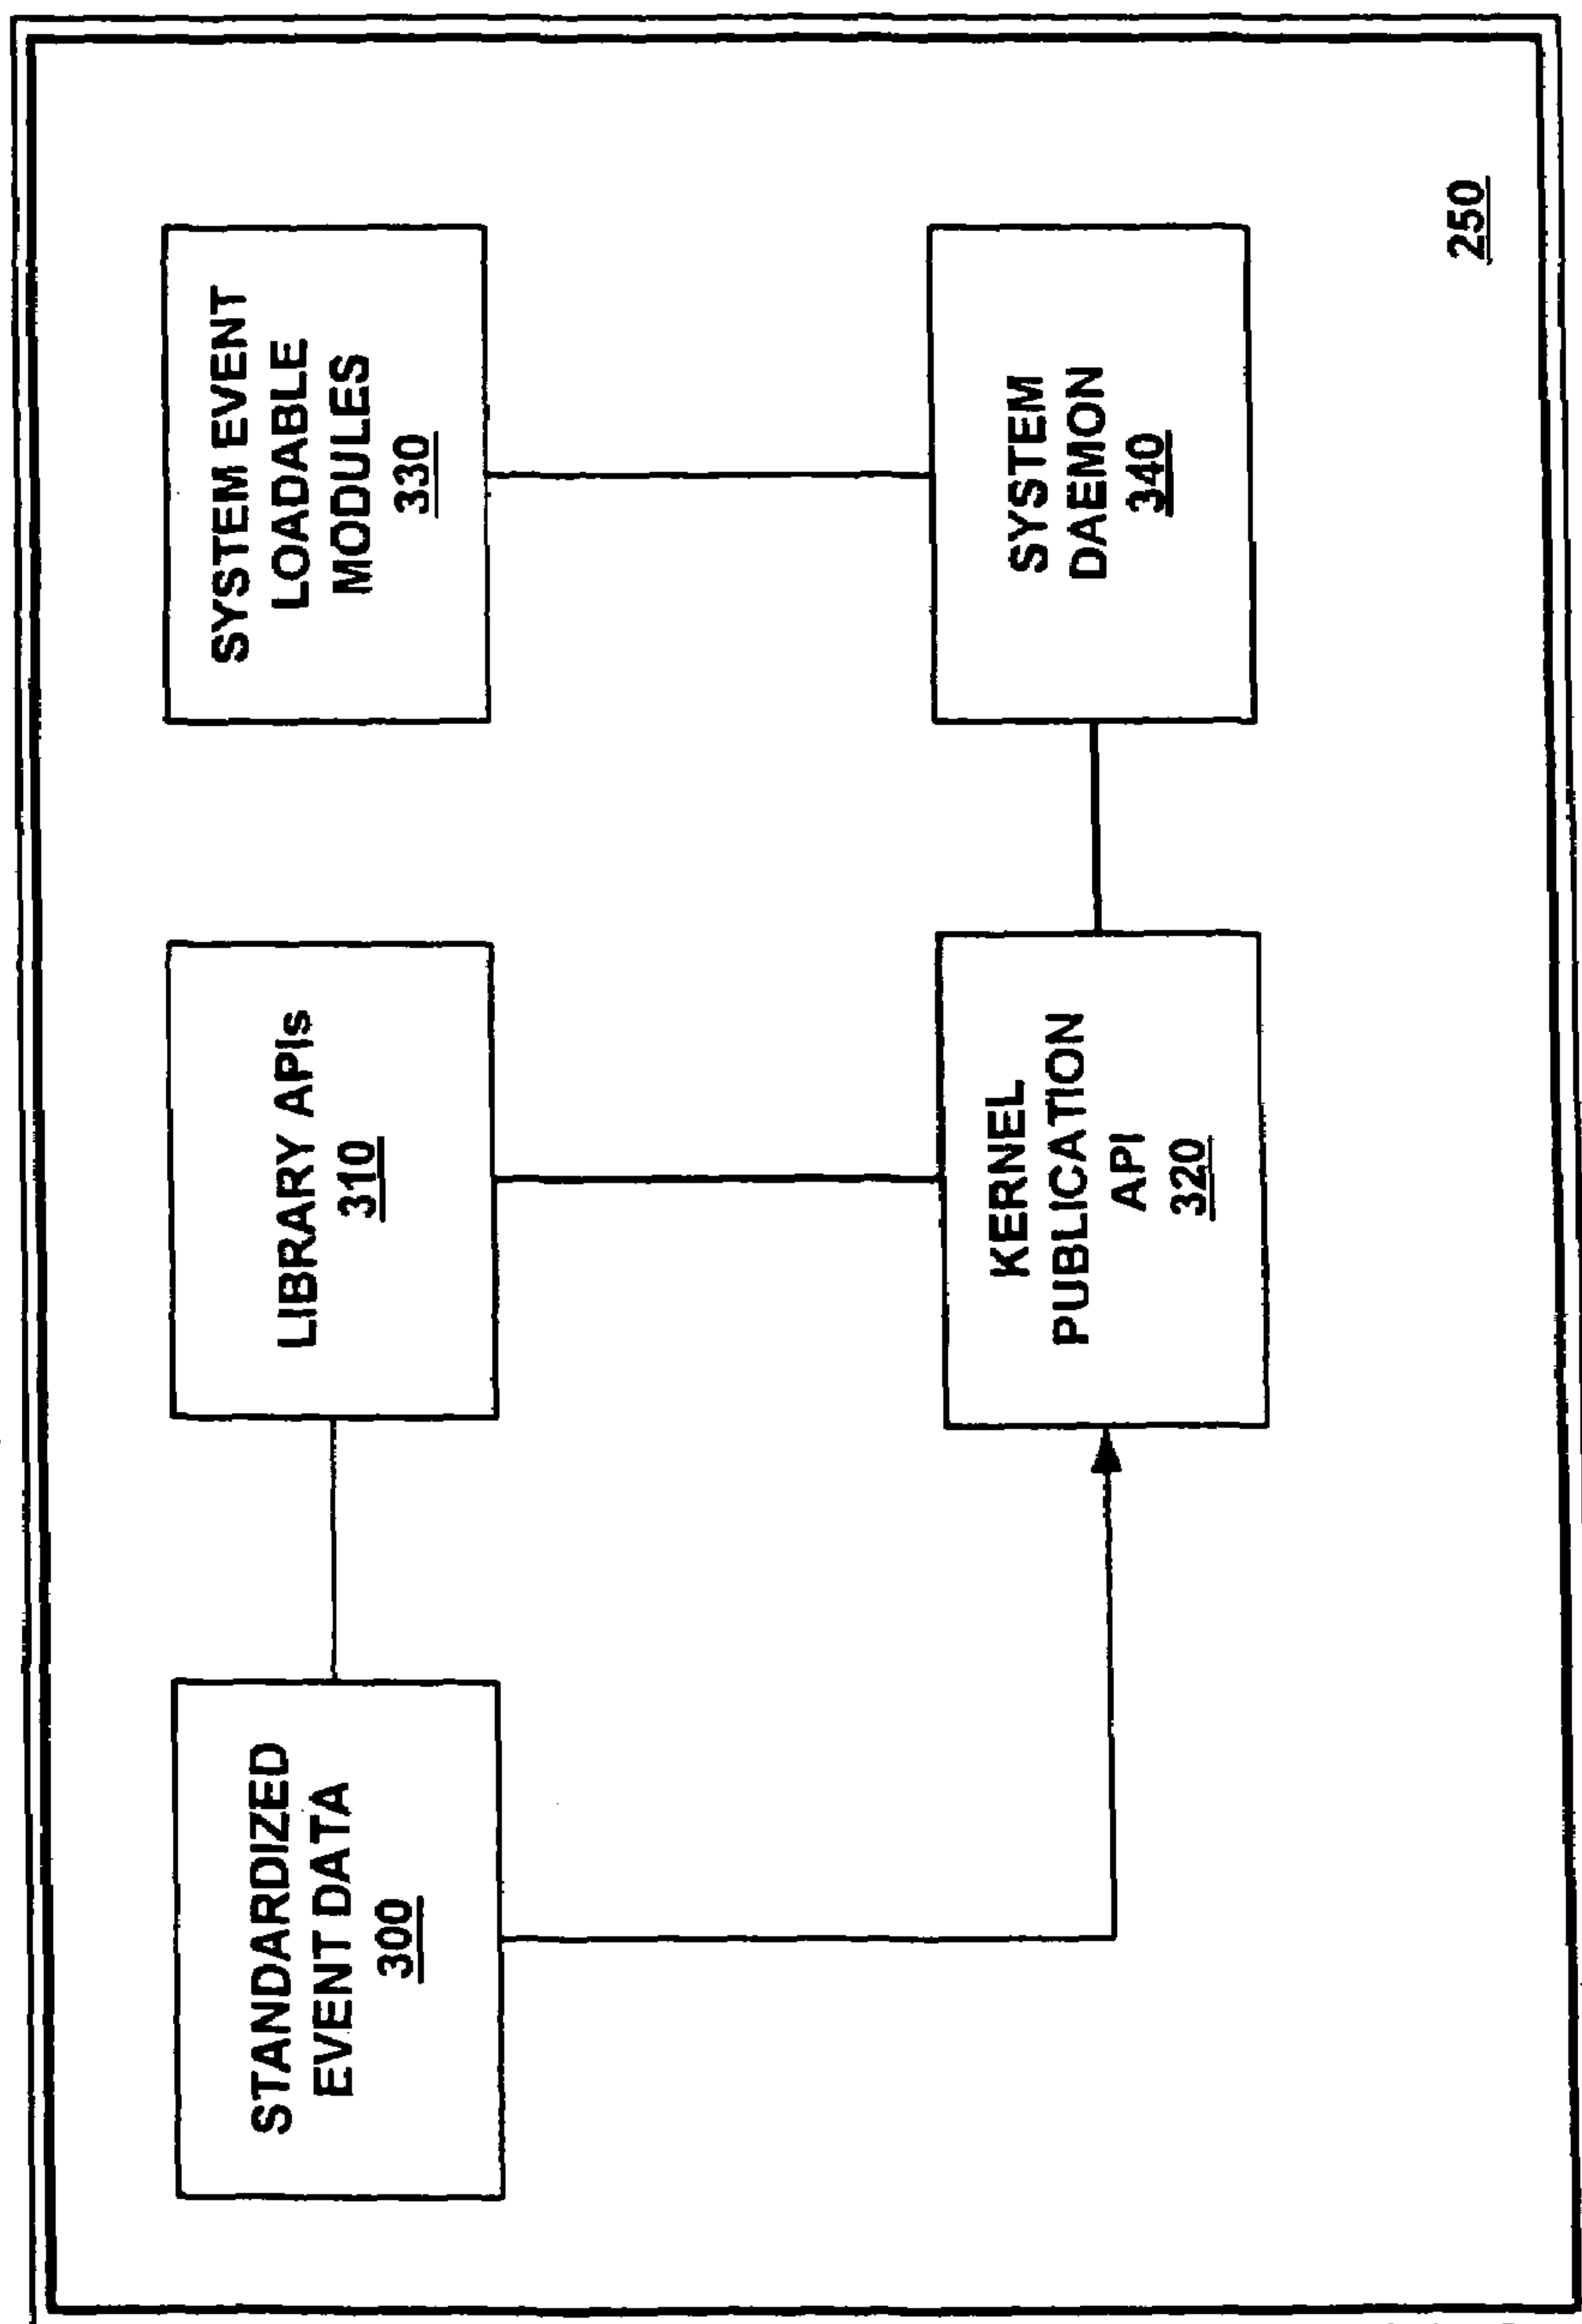 STANDARDIZED
EVENT DATA
300
LIBRARY APIs
310
SYSTEM EVENT
LOADABLE
MODULES
330
KERNEL
PUBLICATION
API
320
SYSTEM
DAEMON
340
250